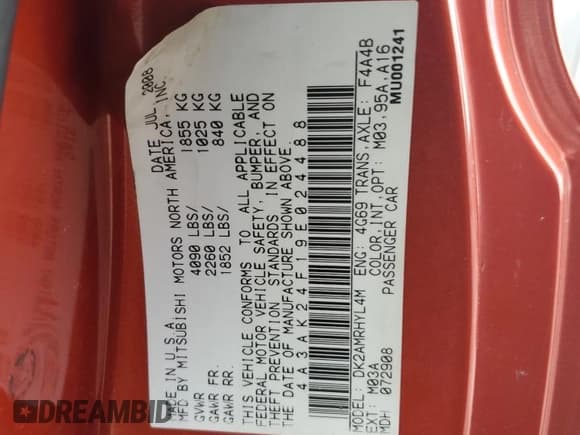 MADE IN U.S.A. DATE JUL 2008
BY MITSUBISHI MOTORS NORTH AMERICA, INC.
GVWR 4090 LBS/ 1855 KG
GAWR FR. 2260 LBS/ 1025 KG
GAWR RR. 1852 LBS/ 840 KG
THIS VEHICLE CONFORMS TO ALL APPLICABLE
FEDERAL MOTOR VEHICLE SAFETY, BUMPER, AND
THEFT PREVENTION STANDARDS IN EFFECT ON
THE DATE OF MANUFACTURE SHOWN ABOVE.
4A3AK24F19E024488
MODEL: DK2AMRHYL4M ENG: 4G69 TRANS, AXLE: F4A4B
EXT: M03A COLOR, INT, OPT: M03,95A,A16
MDH 072908 PASSENGER CAR MU001241
DREAMBID